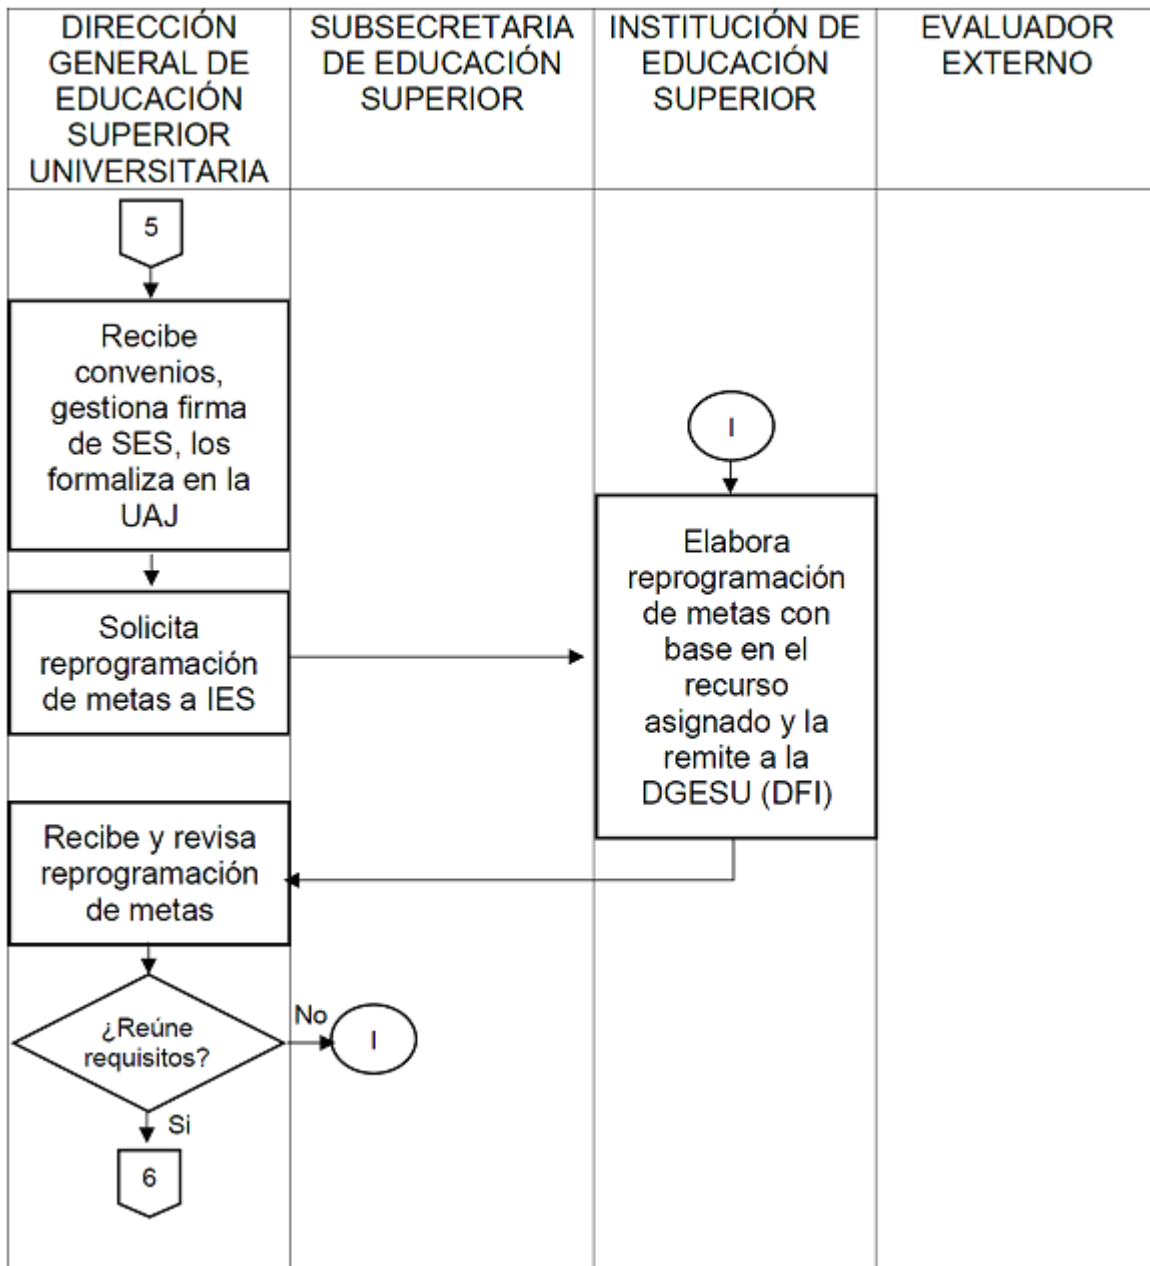 DIRECCIÓN
GENERAL DE
EDUCACIÓN
SUPERIOR
UNIVERSITARIA
SUBSECRETARIA
DE EDUCACIÓN
SUPERIOR
INSTITUCIÓN DE
EDUCACIÓN
SUPERIOR
EVALUADOR
EXTERNO
5
Recibe
convenios,
gestiona firma
de SES, los
formaliza en la
UAJ
Solicita
reprogramación
de metas a IES
I
Elabora
reprogramación
de metas con
base en el
recurso
asignado y la
remite a la
DGESU (DFI)
Recibe y revisa
reprogramación
de metas
¿Reúne
requisitos?
No
I
Si
6